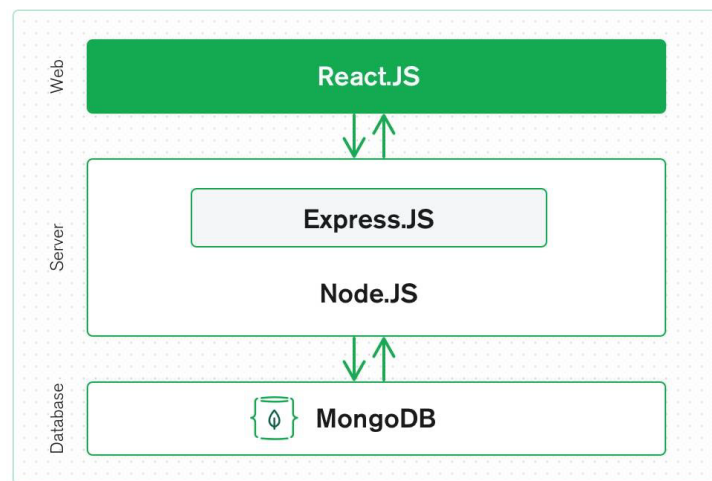 Web
React.JS
Server
Express.JS
Node.JS
Database
MongoDB